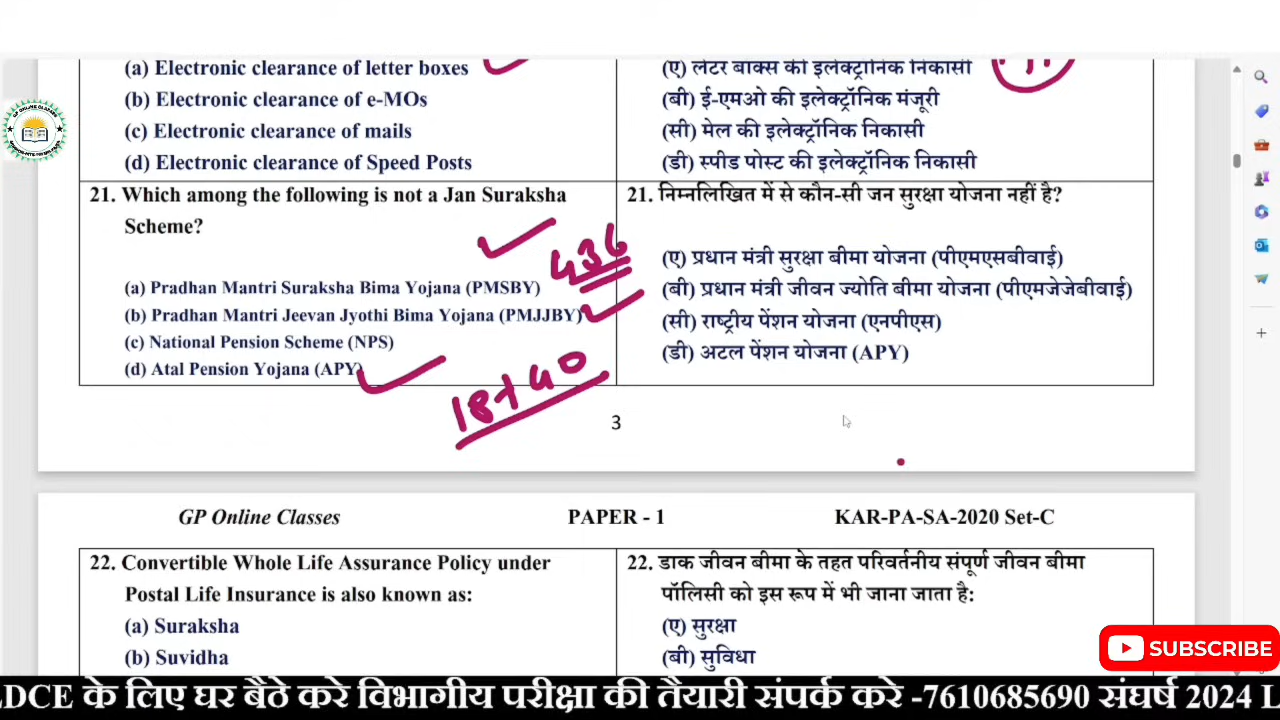 (a) Electronic clearance of letter boxes
(b) Electronic clearance of e-MOs
(c) Electronic clearance of mails
(d) Electronic clearance of Speed Posts
(ए) लेटर बाक्स की इलेक्ट्रॉनिक निकासी
(बी) ई-एमओ की इलेक्ट्रॉनिक मंजूरी
(सी) मेल की इलेक्ट्रॉनिक निकासी
(डी) स्पीड पोस्ट की इलेक्ट्रॉनिक निकासी
21. Which among the following is not a Jan Suraksha
Scheme?
(a) Pradhan Mantri Suraksha Bima Yojana (PMSBY)
(b) Pradhan Mantri Jeevan Jyothi Bima Yojana (PMJJBY)
(c) National Pension Scheme (NPS)
(d) Atal Pension Yojana (APY)
436
18+40
21. निम्नलिखित में से कौन-सी जन सुरक्षा योजना नहीं है?
(ए) प्रधान मंत्री सुरक्षा बीमा योजना (पीएमएसबीवाई)
(बी) प्रधान मंत्री जीवन ज्योति बीमा योजना (पीएमजेजेबीवाई)
(सी) राष्ट्रीय पेंशन योजना (एनपीएस)
(डी) अटल पेंशन योजना (APY)
3
GP Online Classes PAPER - 1 KAR-PA-SA-2020 Set-C
22. Convertible Whole Life Assurance Policy under
Postal Life Insurance is also known as:
(a) Suraksha
(b) Suvidha
22. डाक जीवन बीमा के तहत परिवर्तनीय संपूर्ण जीवन बीमा
पॉलिसी को इस रूप में भी जाना जाता है:
(ए) सुरक्षा
(बी) सुविधा
SUBSCRIBE
LDCE के लिए घर बैठे करे विभागीय परीक्षा की तैयारी संपर्क करे -7610685690 संघर्ष 2024 L